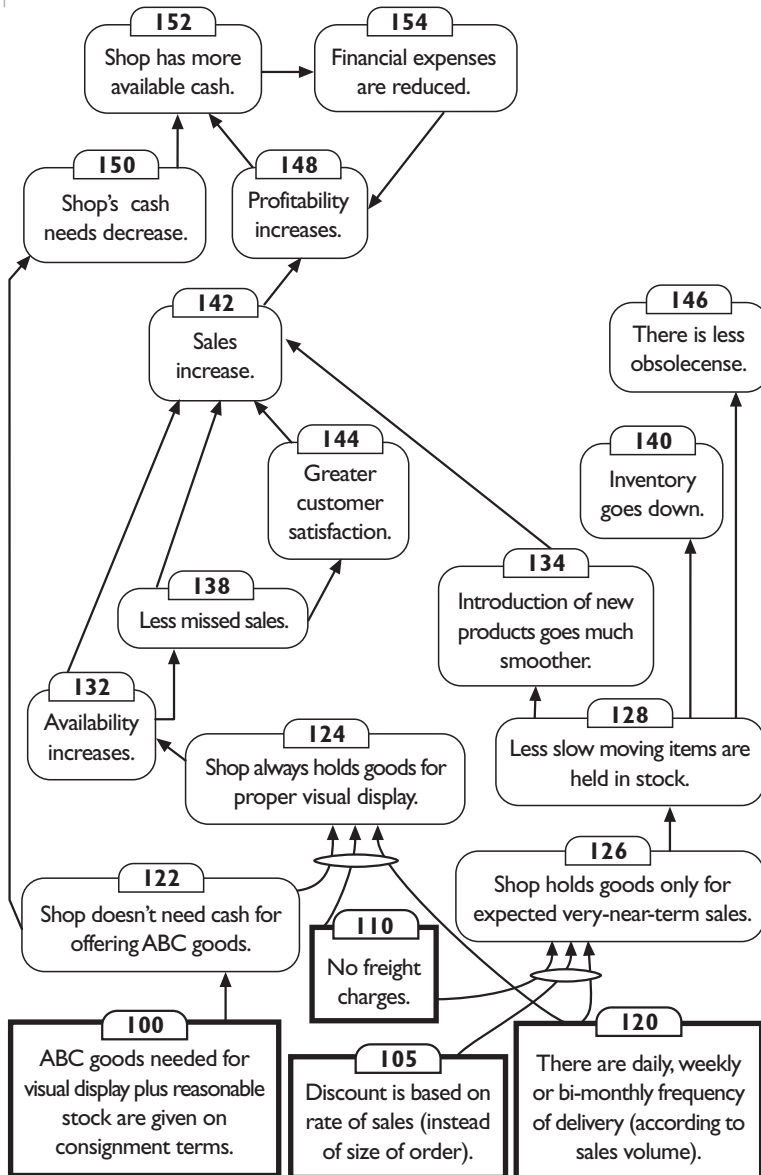 152
Shop has more
available cash.
154
Financial expenses
are reduced.
150
Shop's cash
needs decrease.
148
Profitability
increases.
142
Sales
increase.
146
There is less
obsolecense.
144
Greater
customer
satisfaction.
140
Inventory
goes down.
138
Less missed sales.
134
Introduction of new
products goes much
smoother.
132
Availability
increases.
124
Shop always holds goods for
proper visual display.
128
Less slow moving items are
held in stock.
122
Shop doesn't need cash for
offering ABC goods.
126
Shop holds goods only for
expected very-near-term sales.
110
No freight
charges.
100
ABC goods needed for
visual display plus reasonable
stock are given on
consignment terms.
105
Discount is based on
rate of sales (instead
of size of order).
120
There are daily, weekly
or bi-monthly frequency
of delivery (according to
sales volume).